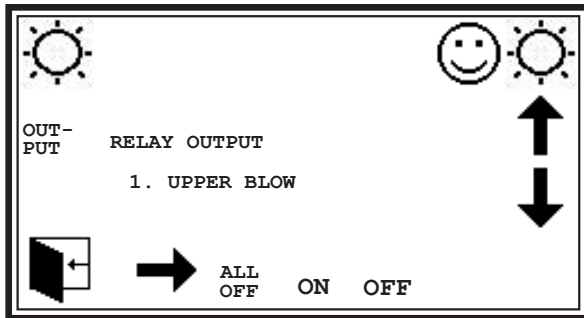 OUT-
PUT
RELAY OUTPUT
1. UPPER BLOW
ALL
OFF
ON
OFF